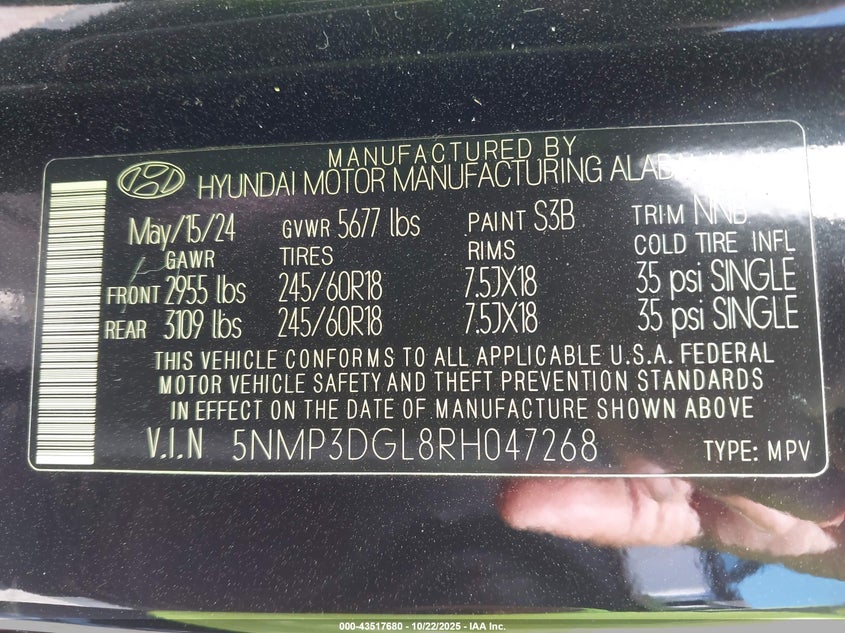 MANUFACTURED BY
HYUNDAI MOTOR MANUFACTURING
May/15/24 GVWR 5677 lbs PAINT S3B TRIM NNB
GAWR TIRES RIMS COLD TIRE INFL
FRONT 2955 lbs 245/60R18 7.5JX18 35 psi SINGLE
REAR 3109 lbs 245/60R18 7.5JX18 35 psi SINGLE
THIS VEHICLE CONFORMS TO ALL APPLICABLE U.S.A. FEDERAL
MOTOR VEHICLE SAFETY AND THEFT PREVENTION STANDARDS
IN EFFECT ON THE DATE OF MANUFACTURE SHOWN ABOVE
V.I.N 5NMP3DGL8RH047268 TYPE: MPV
000-43517680 - 10/22/2025 - IAA Inc.